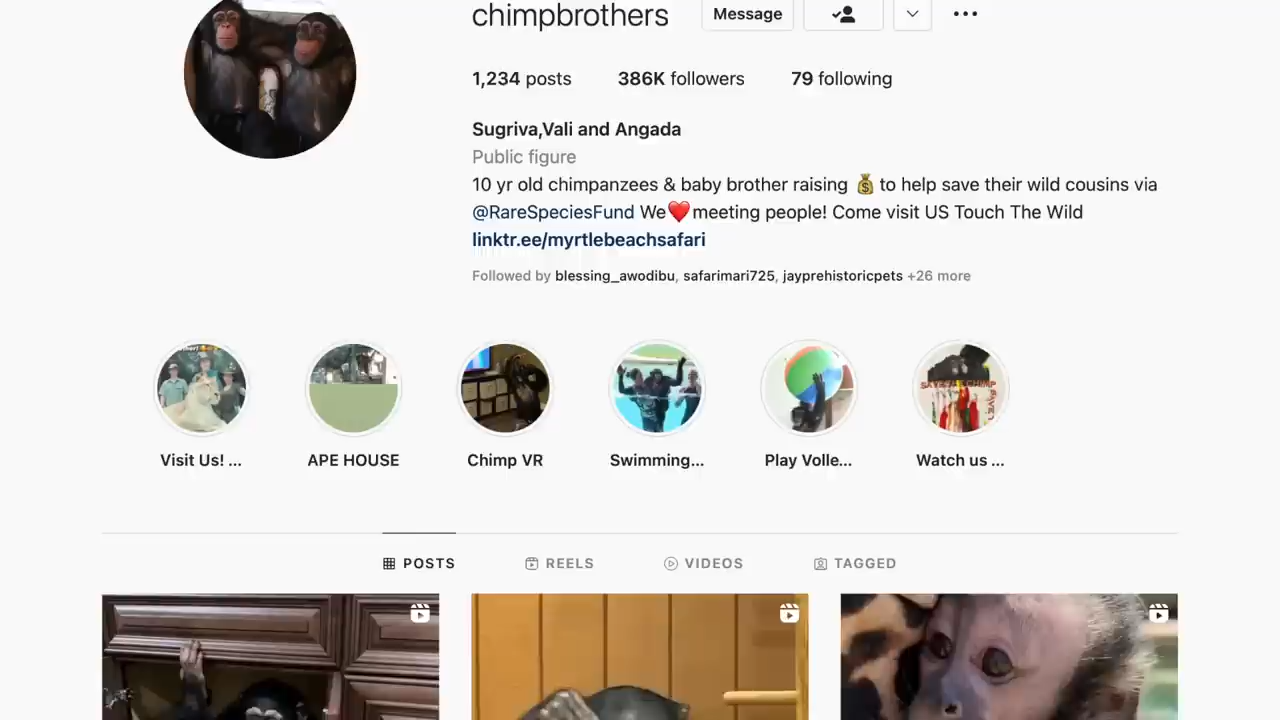 chimpbrothers
Message
1,234 posts 386K followers 79 following
Sugriva,Vali and Angada
Public figure
10 yr old chimpanzees & baby brother raising 💰 to help save their wild cousins via
@RareSpeciesFund We❤️meeting people! Come visit US Touch The Wild
linktr.ee/myrtlebeachsafari
Followed by blessing_awodibu, safarimari725, jayprehistoricpets +26 more
Visit Us! ... APE HOUSE Chimp VR Swimming... Play Volle... Watch us ...
POSTS REELS VIDEOS TAGGED